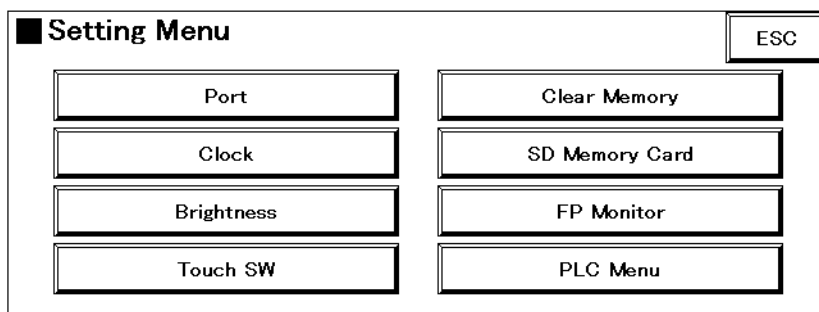 Setting Menu
ESC
Port
Clear Memory
Clock
SD Memory Card
Brightness
FP Monitor
Touch SW
PLC Menu